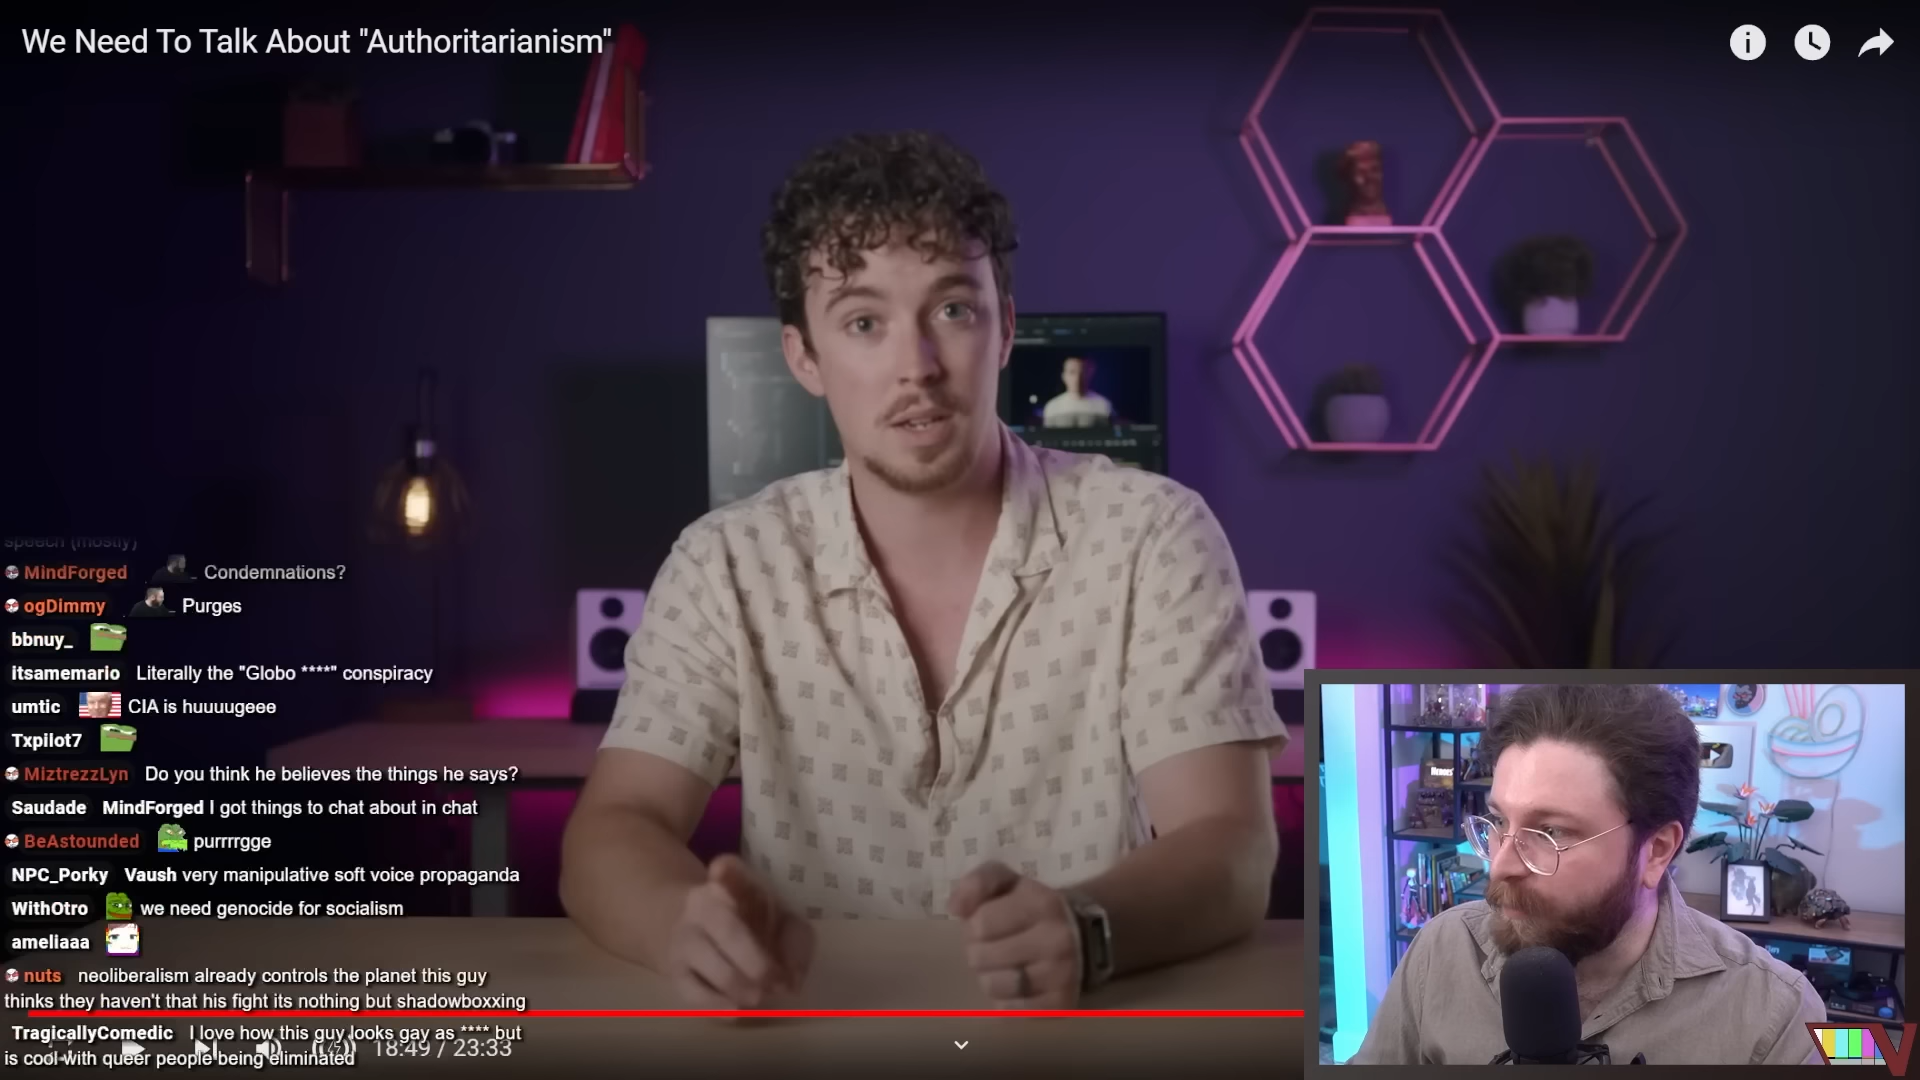 We Need To Talk About "Authoritarianism"
speech (mostly)
MindForged Condemnations?
ogDimmy Purges
bbnuy_
itsamemario Literally the "Globo ****" conspiracy
umtic CIA is huuuugeee
Txpilot7
MiztrezzLyn Do you think he believes the things he says?
Saudade MindForged I got things to chat about in chat
BeAstounded purrrrgge
NPC_Porky Vaush very manipulative soft voice propaganda
WithOtro we need genocide for socialism
ameliaaa
nuts neoliberalism already controls the planet this guy
thinks they haven't that his fight its nothing but shadowboxxing
TragicallyComedic I love how this guy looks gay as **** but
is cool with queer people being eliminated
18:49 / 23:33